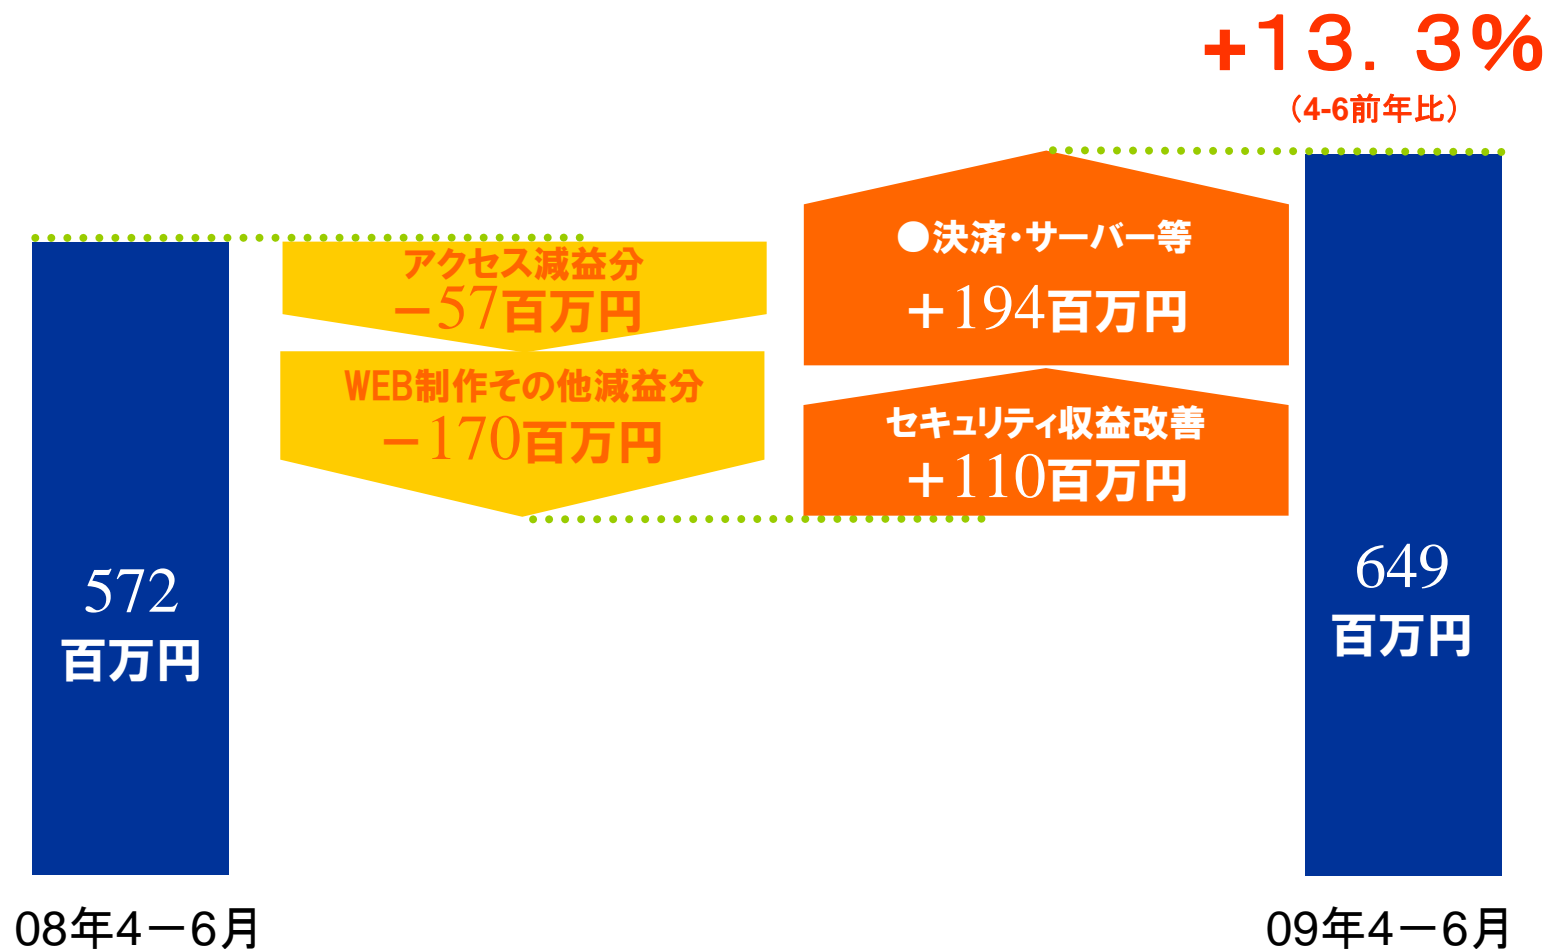 +13．3%
（4-6前年比）
アクセス減益分
－57百万円
WEB制作その他減益分
－170百万円
●決済・サーバー等
＋194百万円
セキュリティ収益改善
＋110百万円
572
百万円
649
百万円
08年4－6月
09年4－6月